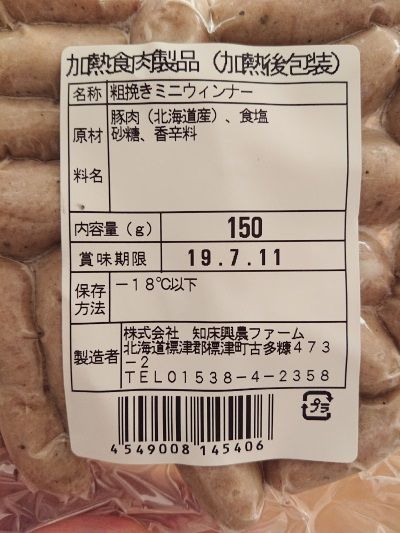 加熱食肉製品（加熱後包装）
名称 粗挽きミニウィンナー
原材料名 豚肉（北海道産）、食塩
砂糖、香辛料
内容量（g） 150
賞味期限 19.7.11
保存方法 －18℃以下
製造者 株式会社　知床興農ファーム
北海道標津郡標津町古多糠473
－2
TEL01538-4-2358
4549008 145406
プラ